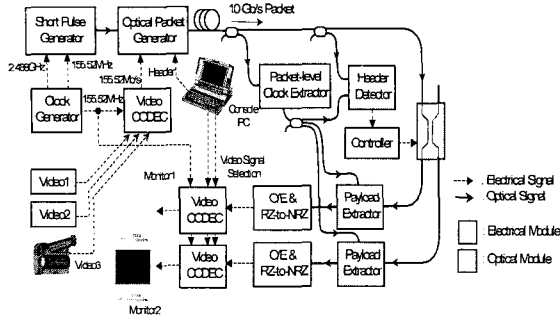 Short Pulse
Generator
Optical Packet
Generator
10 Gb/s Packet
2.488GHz
155.52MHz
155.52Mb/s
Header
Clock
Generator
155.52MHz
Video
CODEC
Console
PC
Packet-level
Clock Extractor
Header
Detector
Controller
Video1
Video2
Video3
Monitor1
Video Signal
Selection
Video
CODEC
O/E &
RZ-to-NRZ
Payload
Extractor
Video
CODEC
O/E &
RZ-to-NRZ
Payload
Extractor
Monitor2
: Electrical Signal
: Optical Signal
: Electrical Module
: Optical Module